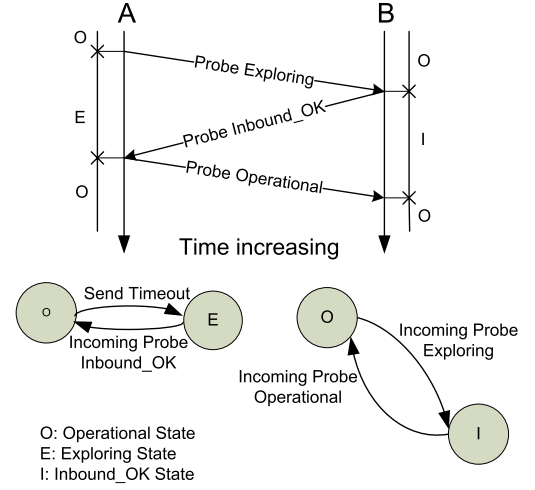 A
B
O
O
Probe Exploring
Probe Inbound_OK
E
I
Probe Operational
O
O
Time increasing
Send Timeout
O
E
Incoming Probe
Inbound_OK
O
Incoming Probe
Exploring
Incoming Probe
Operational
I
O: Operational State
E: Exploring State
I: Inbound_OK State